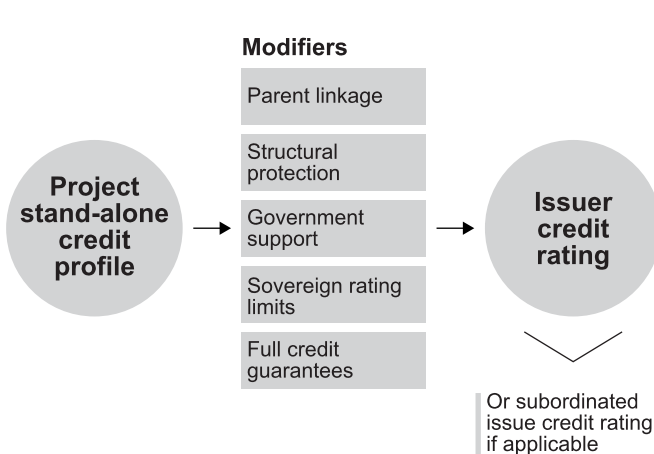 Modifiers
Parent linkage
Structural
protection
Government
support
Sovereign rating
limits
Full credit
guarantees
Project
stand-alone
credit
profile
Issuer
credit
rating
Or subordinated
issue credit rating
if applicable